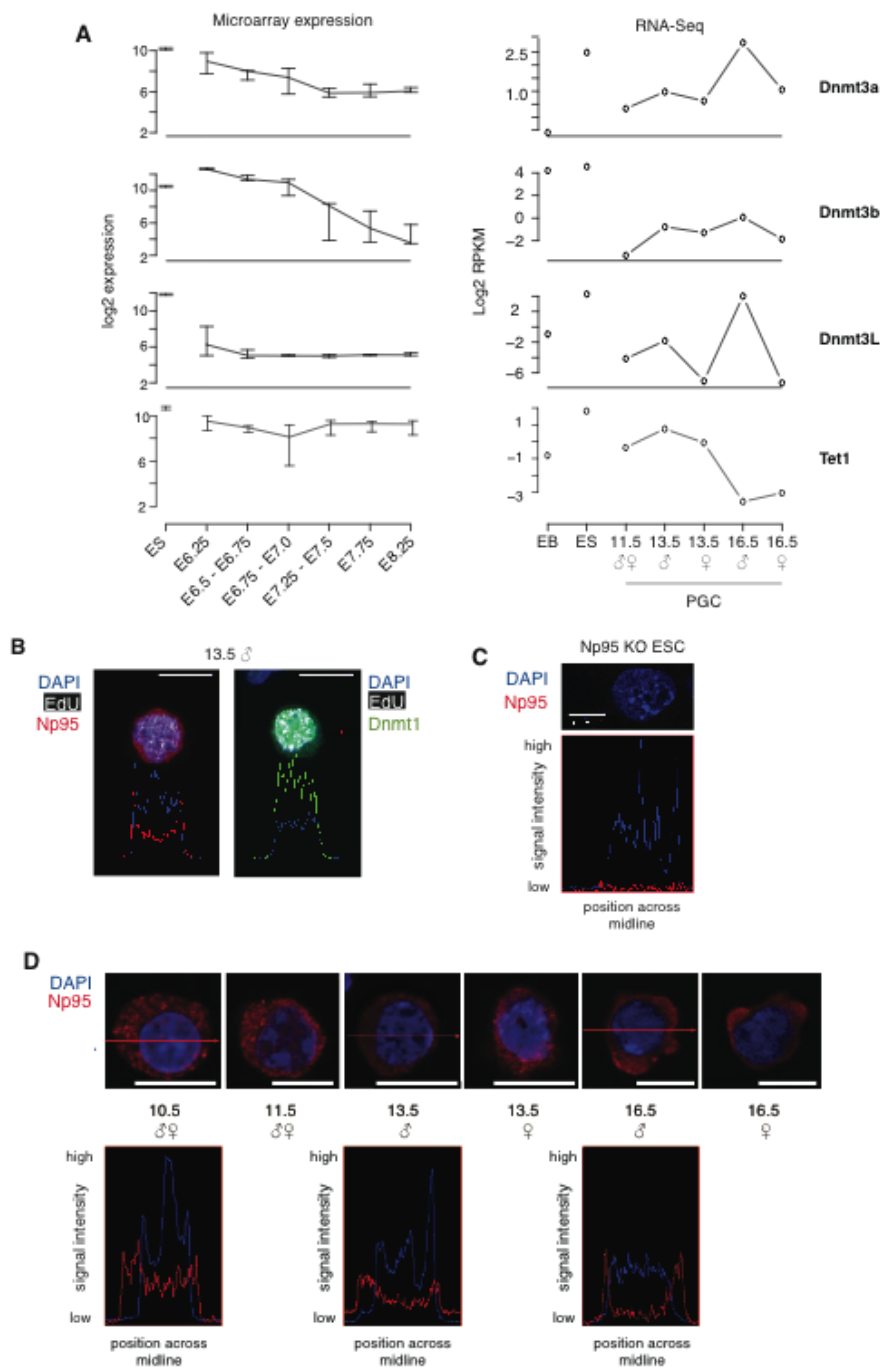 A
Microarray expression
RNA-Seq
log2 expression
Log2 RPKM
10
6
2
2.5
1.0
Dnmt3a
10
6
2
4
2
0
−2
Dnmt3b
10
6
2
2
−2
−6
Dnmt3L
10
6
2
1
−1
−3
Tet1
ES
E6.25
E6.5 - E6.75
E6.75 - E7.0
E7.25 - E7.5
E7.75
E8.25
EB ES 11.5 13.5 13.5 16.5 16.5
♂♀ ♂ ♀ ♂ ♀
PGC
B
13.5 ♂
DAPI
EdU
Np95
DAPI
EdU
Dnmt1
C
Np95 KO ESC
DAPI
Np95
high
signal intensity
low
position across
midline
D
DAPI
Np95
10.5 11.5 13.5 13.5 16.5 16.5
♂♀ ♂♀ ♂ ♀ ♂ ♀
high
signal intensity
low
position across
midline
high
signal intensity
low
position across
midline
high
signal intensity
low
position across
midline